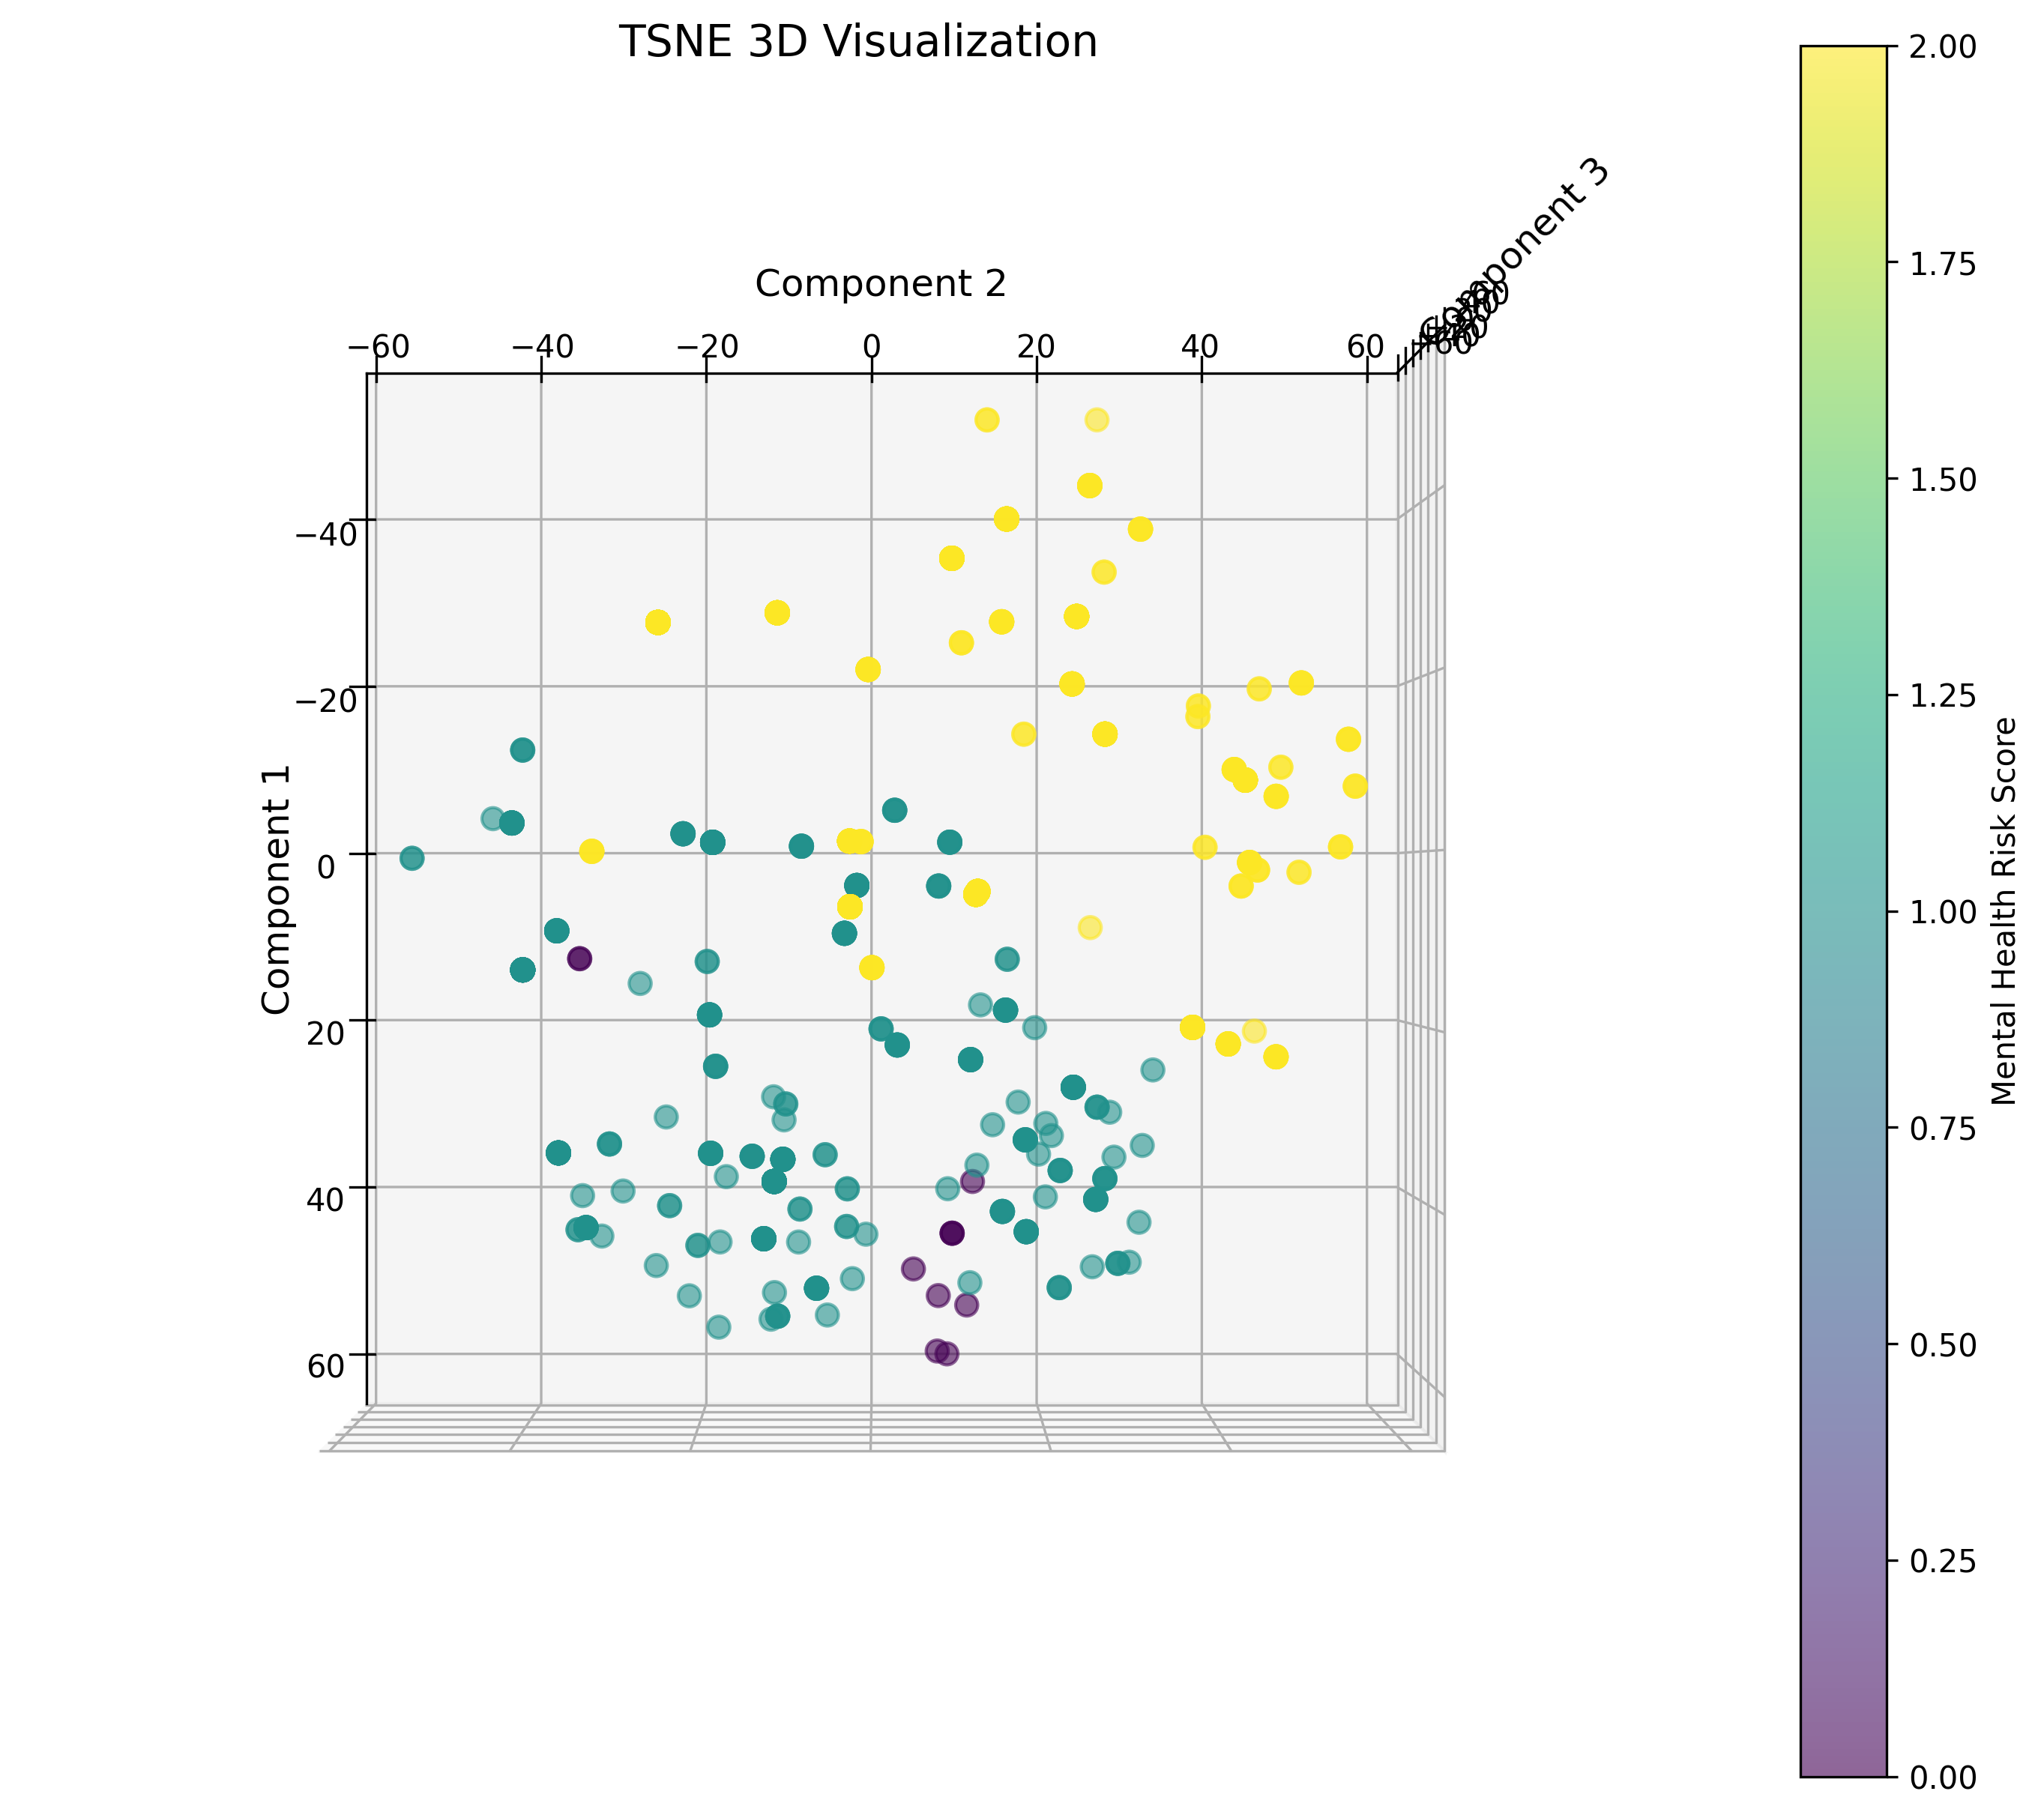 TSNE 3D Visualization
Component 3
Component 2
−60 −40 −20 0 20 40 60
−40
−20
0
20
40
60
Component 1
2.00
1.75
1.50
1.25
1.00
0.75
0.50
0.25
0.00
Mental Health Risk Score